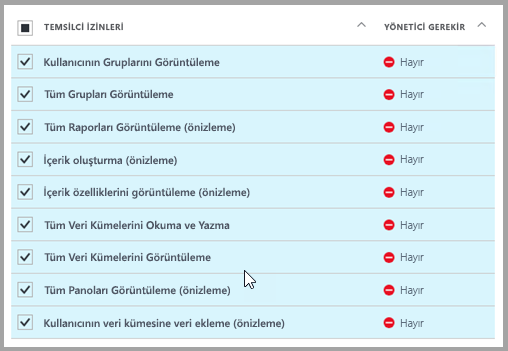 TEMSİLCİ İZİNLERİ YÖNETİCİ GEREKİR
Kullanıcının Gruplarını Görüntüleme Hayır
Tüm Grupları Görüntüleme Hayır
Tüm Raporları Görüntüleme (önizleme) Hayır
İçerik oluşturma (önizleme) Hayır
İçerik özelliklerini görüntüleme (önizleme) Hayır
Tüm Veri Kümelerini Okuma ve Yazma Hayır
Tüm Veri Kümelerini Görüntüleme Hayır
Tüm Panoları Görüntüleme (önizleme) Hayır
Kullanıcının veri kümesine veri ekleme (önizleme) Hayır